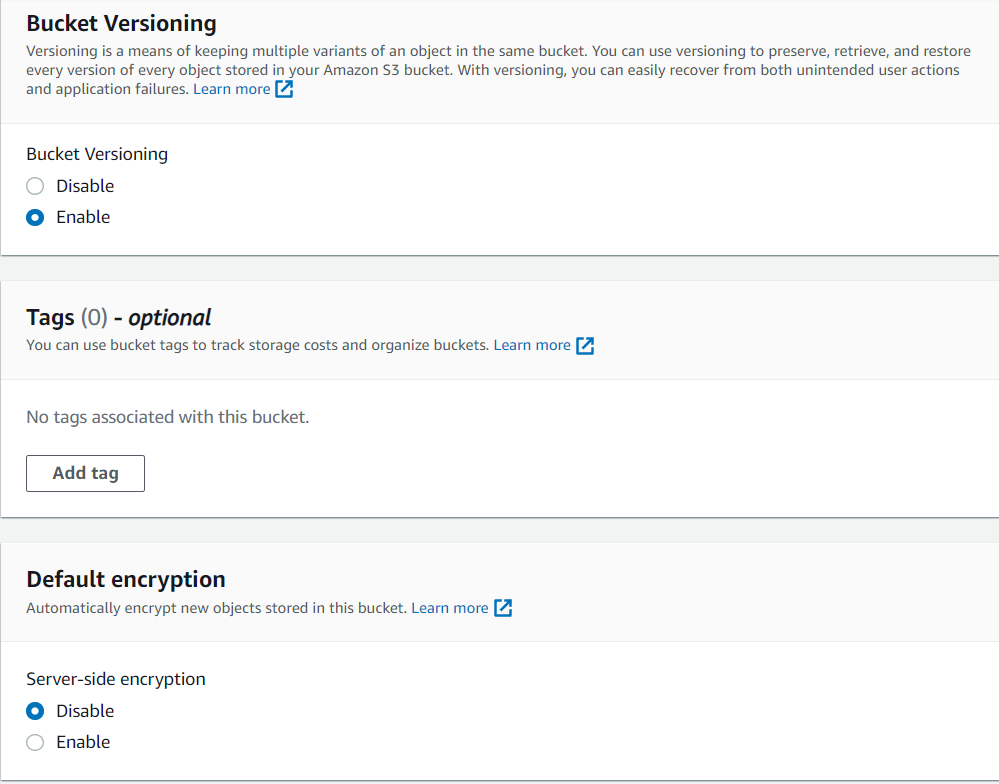 Bucket Versioning
Versioning is a means of keeping multiple variants of an object in the same bucket. You can use versioning to preserve, retrieve, and restore
every version of every object stored in your Amazon S3 bucket. With versioning, you can easily recover from both unintended user actions
and application failures. Learn more
Bucket Versioning
Disable
Enable
Tags (0) - optional
You can use bucket tags to track storage costs and organize buckets. Learn more
No tags associated with this bucket.
Add tag
Default encryption
Automatically encrypt new objects stored in this bucket. Learn more
Server-side encryption
Disable
Enable